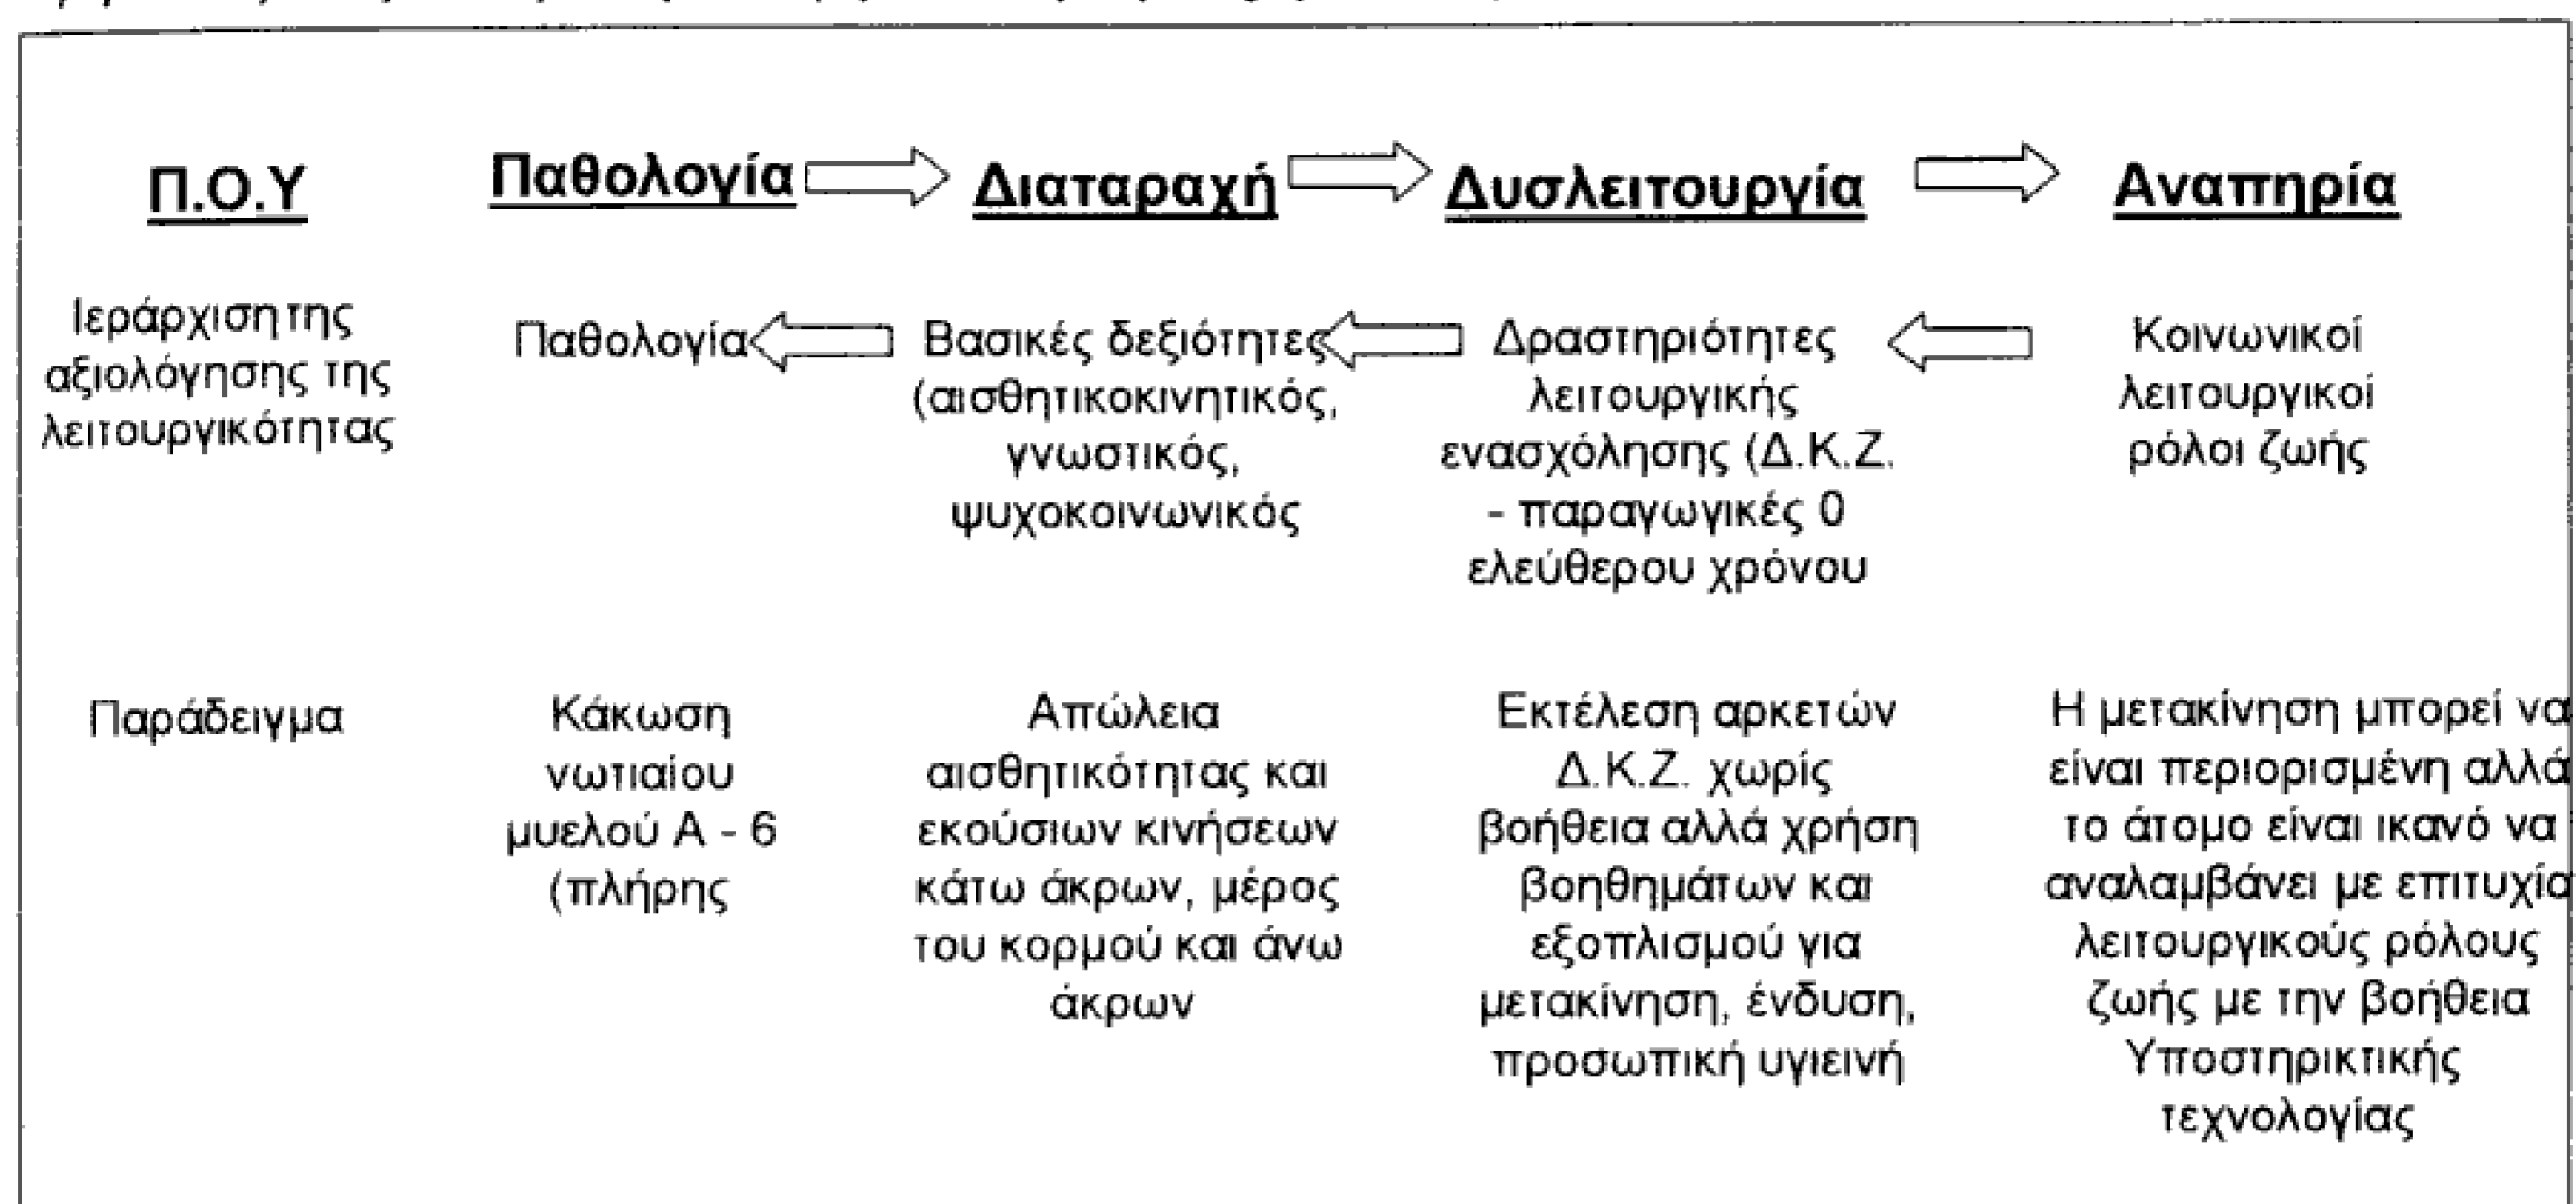 Π.Ο.Υ Παθολογία Διαταραχή Δυσλειτουργία Αναπηρία
Ιεράρχιση της
αξιολόγησης της
λειτουργικότητας
Παθολογία
Βασικές δεξιότητες
(αισθητικοκινητικός,
γνωστικός,
ψυχοκοινωνικός
Δραστηριότητες
λειτουργικής
ενασχόλησης (Δ.Κ.Ζ.
- παραγωγικές 0
ελεύθερου χρόνου
Κοινωνικοί
λειτουργικοί
ρόλοι ζωής
Παράδειγμα
Κάκωση
νωτιαίου
μυελού Α - 6
(πλήρης
Απώλεια
αισθητικότητας και
εκούσιων κινήσεων
κάτω άκρων, μέρος
του κορμού και άνω
άκρων
Εκτέλεση αρκετών
Δ.Κ.Ζ. χωρίς
βοήθεια αλλά χρήση
βοηθημάτων και
εξοπλισμού για
μετακίνηση, ένδυση,
προσωπική υγιεινή
Η μετακίνηση μπορεί να
είναι περιορισμένη αλλά
το άτομο είναι ικανό να
αναλαμβάνει με επιτυχία
λειτουργικούς ρόλους
ζωής με την βοήθεια
Υποστηρικτικής
τεχνολογίας